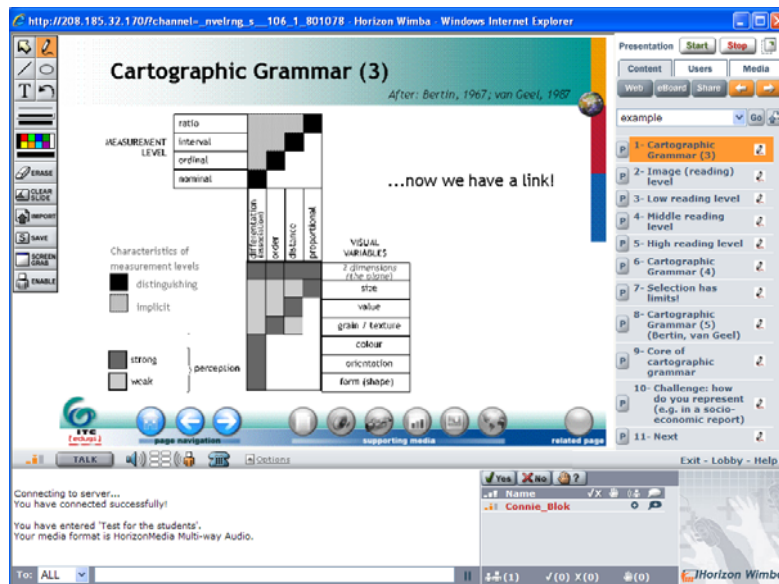 http://208.185.32.170/?channel=_nvelrng_s__106_1_801078 - Horizon Wimba - Windows Internet Explorer
Cartographic Grammar (3)
After: Bertin, 1967; van Geel, 1987
MEASUREMENT
LEVEL
ratio
interval
ordinal
nominal
...now we have a link!
differentiation
(association)
order
distance
proportional
VISUAL
VARIABLES
2 dimensions
(the plane)
size
value
grain / texture
colour
orientation
form (shape)
Characteristics of
measurement levels
distinguishing
implicit
strong
weak
perception
ITC
page navigation
supporting media
related page
T
ERASE
CLEAR
SLIDE
IMPORT
SAVE
SCREEN
GRAB
ENABLE
Presentation Start Stop
Content Users Media
Web eBoard Share
example Go
P 1- Cartographic
Grammar (3)
P 2- Image (reading)
level
P 3- Low reading level
P 4- Middle reading
level
P 5- High reading level
P 6- Cartographic
Grammar (4)
P 7- Selection has
limits!
P 8- Cartographic
Grammar (5)
(Bertin, van Geel)
P 9- Core of
cartographic
grammar
P 10- Challenge: how
do you represent
(e.g. in a socio-
economic report)
P 11- Next
TALK
Options
Exit - Lobby - Help
Connecting to server...
You have connected successfully!
You have entered 'Test for the students'.
Your media format is HorizonMedia Multi-way Audio.
To: ALL
Yes No ?
Name
Connie_Blok
(1) (0) (0) (0)
Horizon Wimba